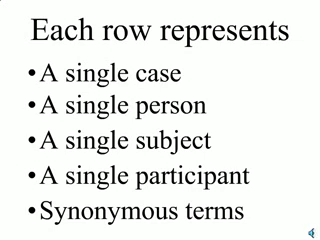 Each row represents
•A single case
•A single person
•A single subject
•A single participant
•Synonymous terms